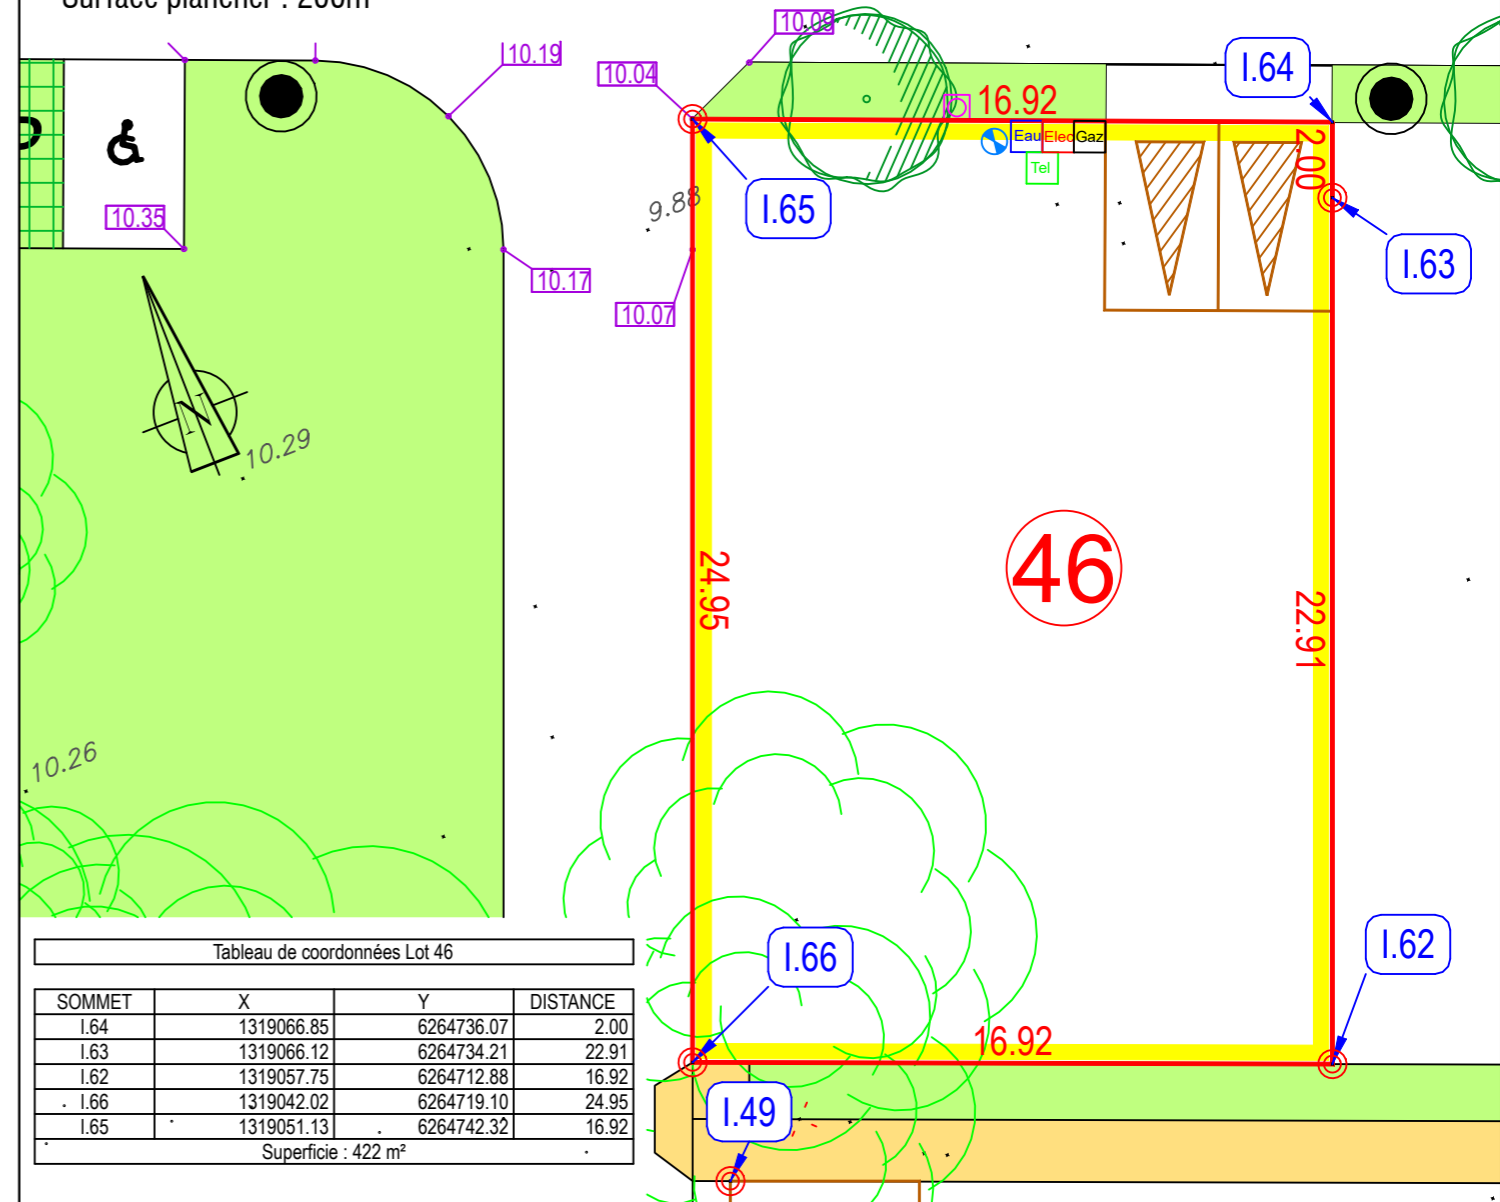 10.09
10.19
10.04
I.64
16.92
Eau Elec Gaz
2.00
Tel
10.35
9.88
I.65
I.63
10.17
10.07
N
10.29
46
24.95
22.91
10.26
I.66
I.62
16.92
I.49
Tableau de coordonnées Lot 46
SOMMET X Y DISTANCE
I.64 1319066.85 6264736.07 2.00
I.63 1319066.12 6264734.21 22.91
I.62 1319057.75 6264712.88 16.92
I.66 1319042.02 6264719.10 24.95
I.65 1319051.13 6264742.32 16.92
Superficie : 422 m²